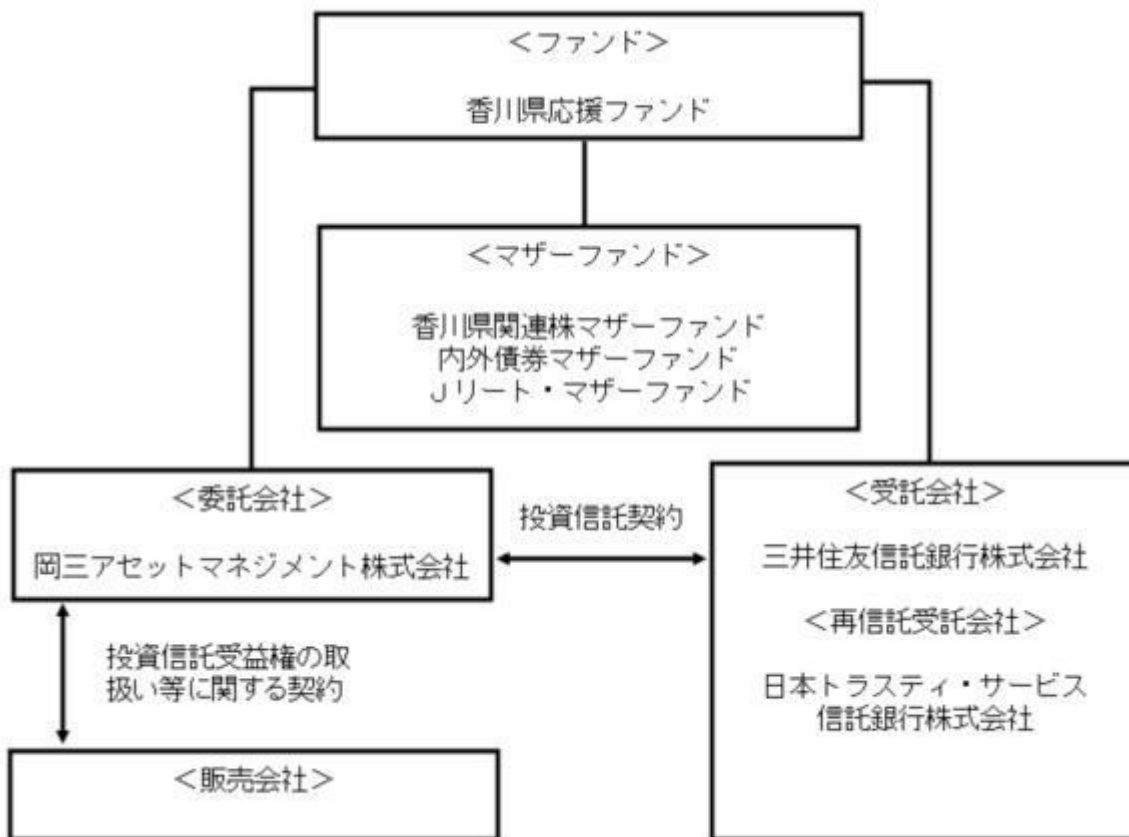 ＜ファンド＞
香川県応援ファンド
＜マザーファンド＞
香川県関連株マザーファンド
内外債券マザーファンド
Ｊリート・マザーファンド
＜委託会社＞
岡三アセットマネジメント株式会社
投資信託契約
＜受託会社＞
三井住友信託銀行株式会社
＜再信託受託会社＞
日本トラスティ・サービス
信託銀行株式会社
投資信託受益権の取
扱い等に関する契約
＜販売会社＞